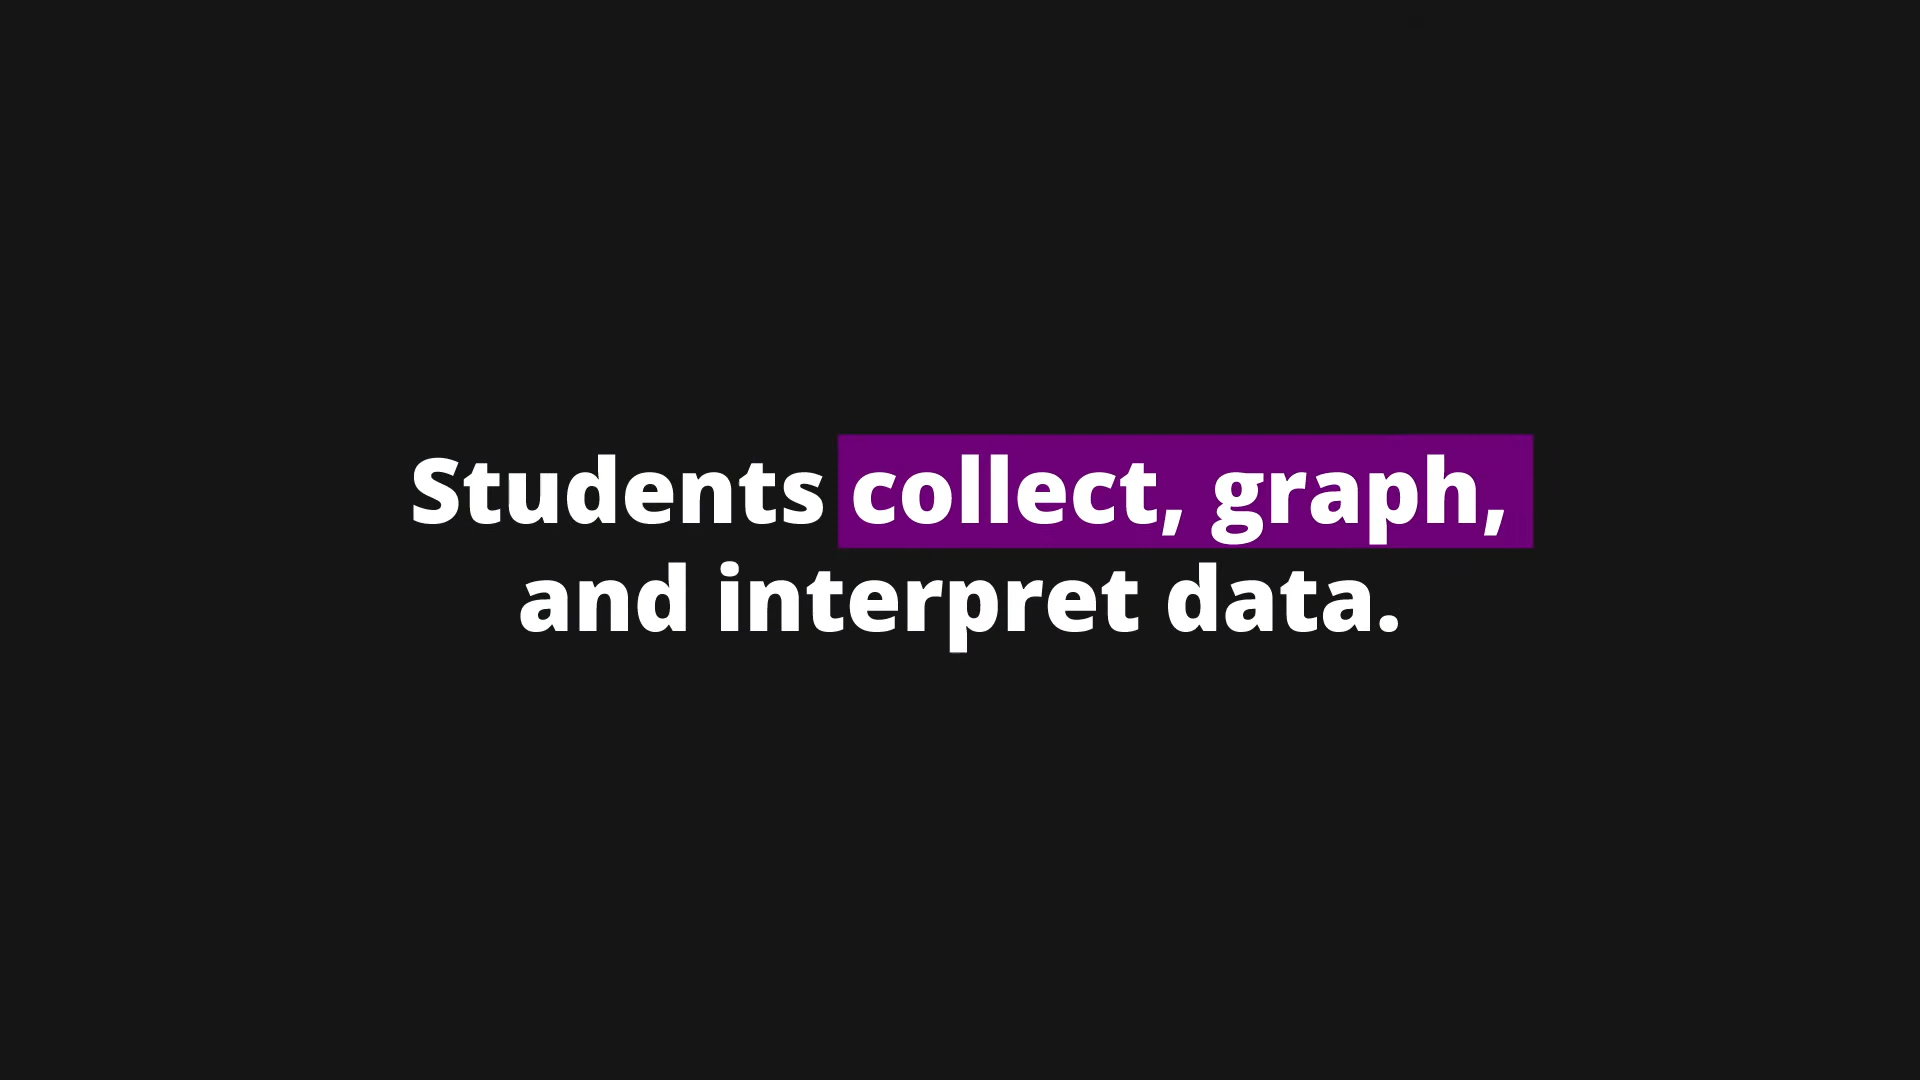 Students collect, graph,
and interpret data.